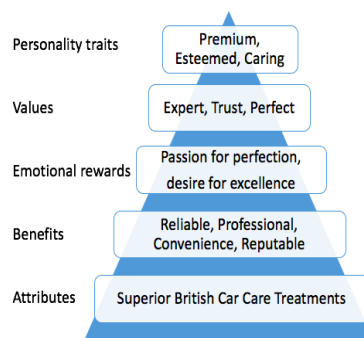 Personality traits
Premium,
Esteemed, Caring
Values
Expert, Trust, Perfect
Emotional rewards
Passion for perfection,
desire for excellence
Benefits
Reliable, Professional,
Convenience, Reputable
Attributes
Superior British Car Care Treatments